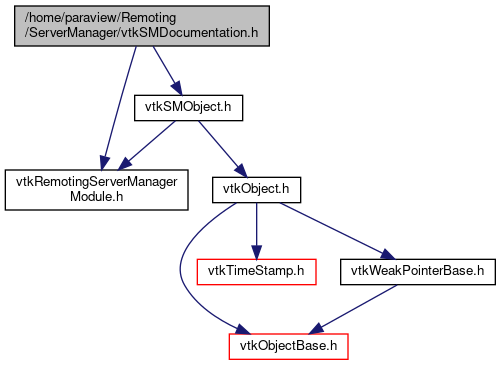 /home/paraview/Remoting
/ServerManager/vtkSMDocumentation.h
vtkSMObject.h
vtkRemotingServerManager
Module.h
vtkObject.h
vtkTimeStamp.h
vtkWeakPointerBase.h
vtkObjectBase.h